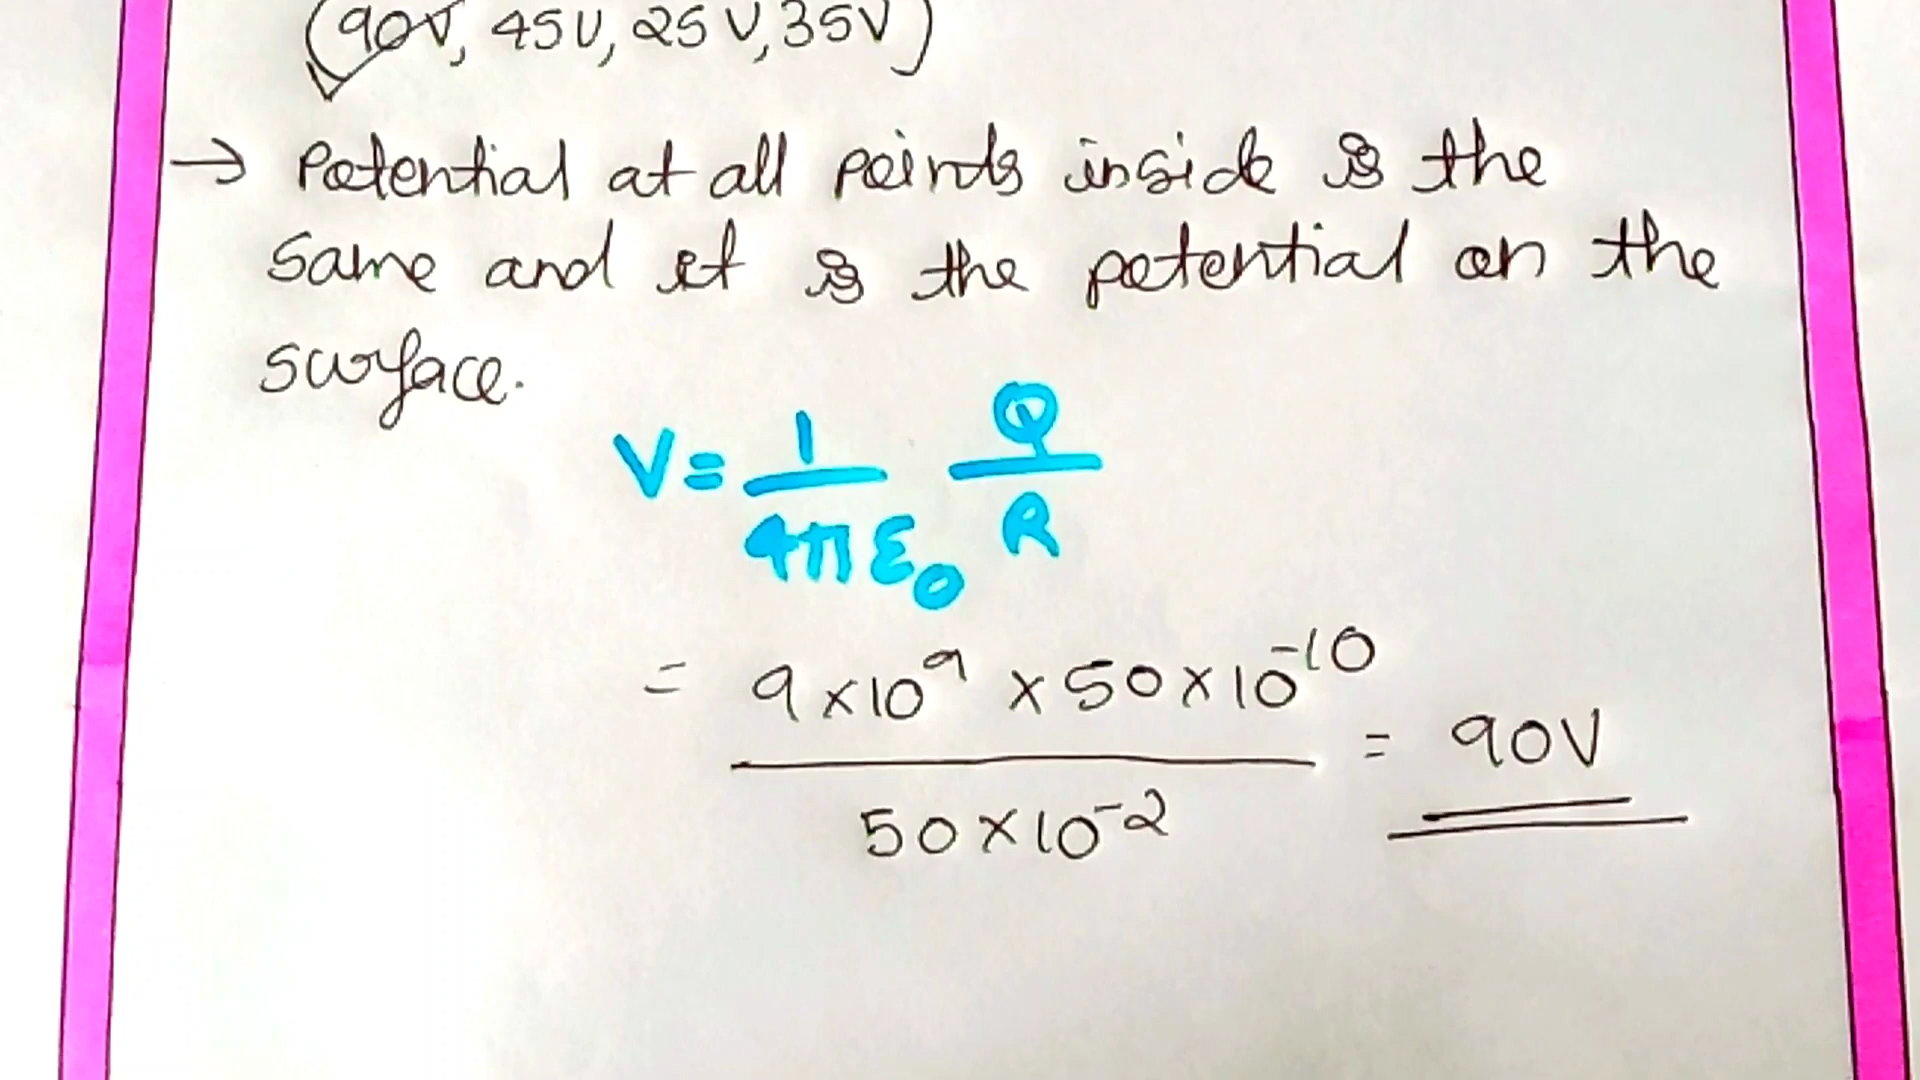 (90V, 45V, 25V, 35V)
→ Potential at all points inside is the
same and it is the potential on the
surface.
V = 1/4πε₀ Q/R
= 9×10⁹ × 50×10⁻¹⁰ / 50×10⁻² = 90V